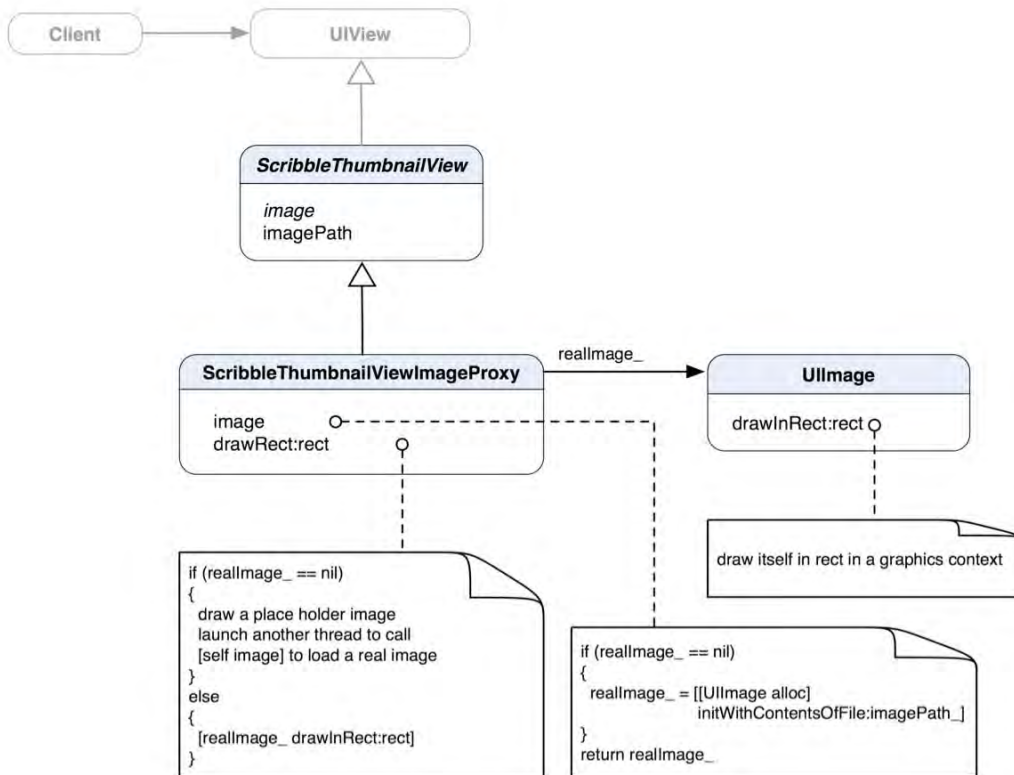 Client
UIView
ScribbleThumbnailView
image
imagePath
ScribbleThumbnailViewImageProxy
image
drawRect:rect
realImage_
UIImage
drawInRect:rect
draw itself in rect in a graphics context
if (realImage_ == nil)
{
draw a place holder image
launch another thread to call
[self image] to load a real image
}
else
{
[realImage_ drawInRect:rect]
}
if (realImage_ == nil)
{
realImage_ = [[UIImage alloc]
initWithContentsOfFile:imagePath_]
}
return realImage_